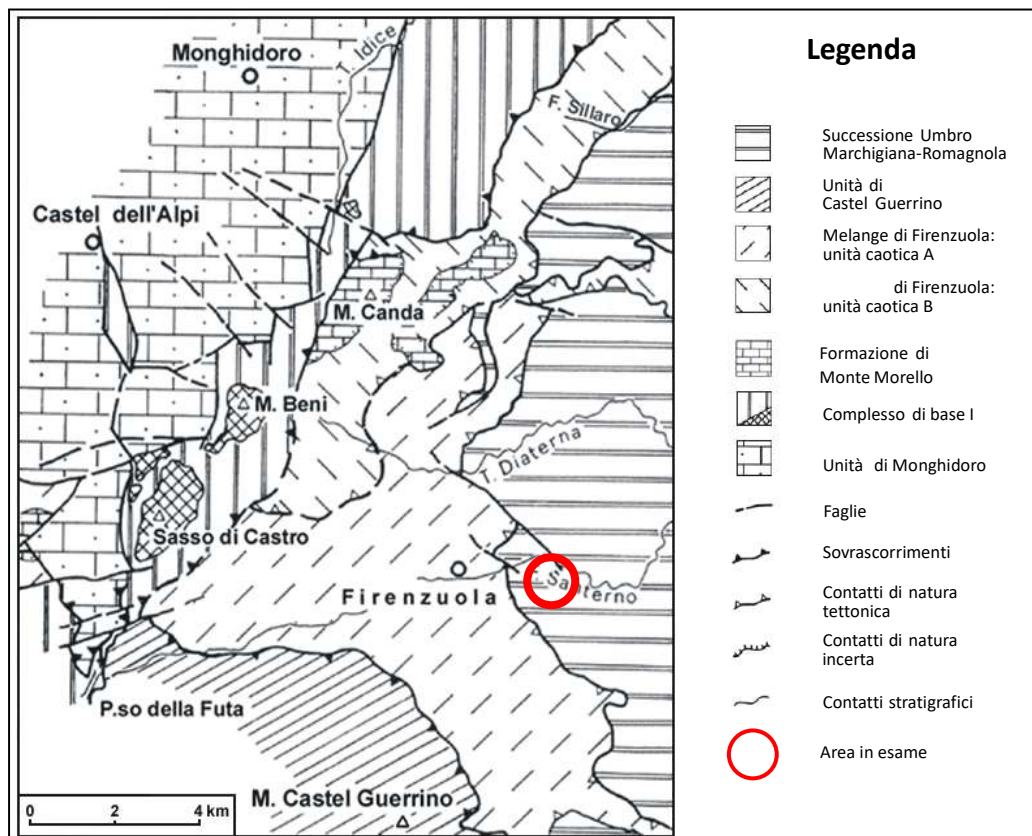 Monghidoro
T. Idice
F. Sillaro
Castel dell'Alpi
M. Canda
M. Beni
T. Diaterna
Sasso di Castro
Firenzuola
Santerno
P.so della Futa
M. Castel Guerrino
0 2 4 km
Legenda
Successione Umbro
Marchigiana-Romagnola
Unità di
Castel Guerrino
Melange di Firenzuola:
unità caotica A
di Firenzuola:
unità caotica B
Formazione di
Monte Morello
Complesso di base I
Unità di Monghidoro
Faglie
Sovrascorrimenti
Contatti di natura
tettonica
Contatti di natura
incerta
Contatti stratigrafici
Area in esame